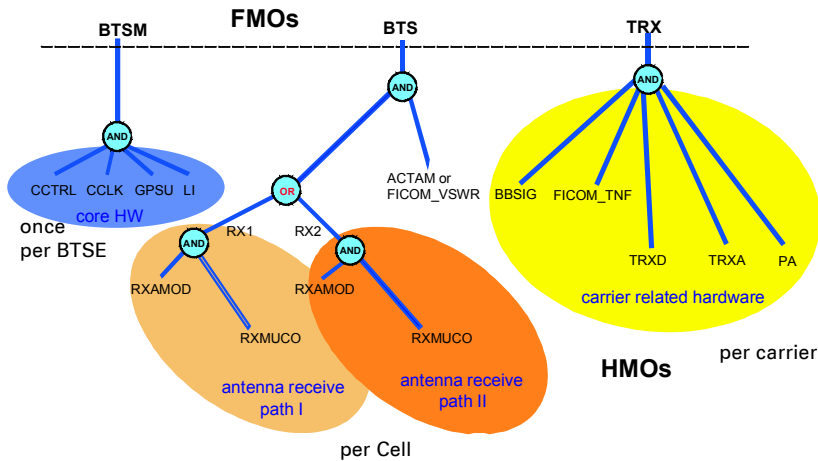 FMOs
BTSM
BTS
TRX
AND
AND
AND
CCTRL CCLK GPSU LI
core HW
once
per BTSE
OR
ACTAM or
FICOM_VSWR
BBSIG
FICOM_TNF
RX1
RX2
AND
AND
RXAMOD
RXAMOD
TRXD
TRXA
PA
carrier related hardware
RXMUCO
RXMUCO
per carrier
HMOs
antenna receive
path I
antenna receive
path II
per Cell